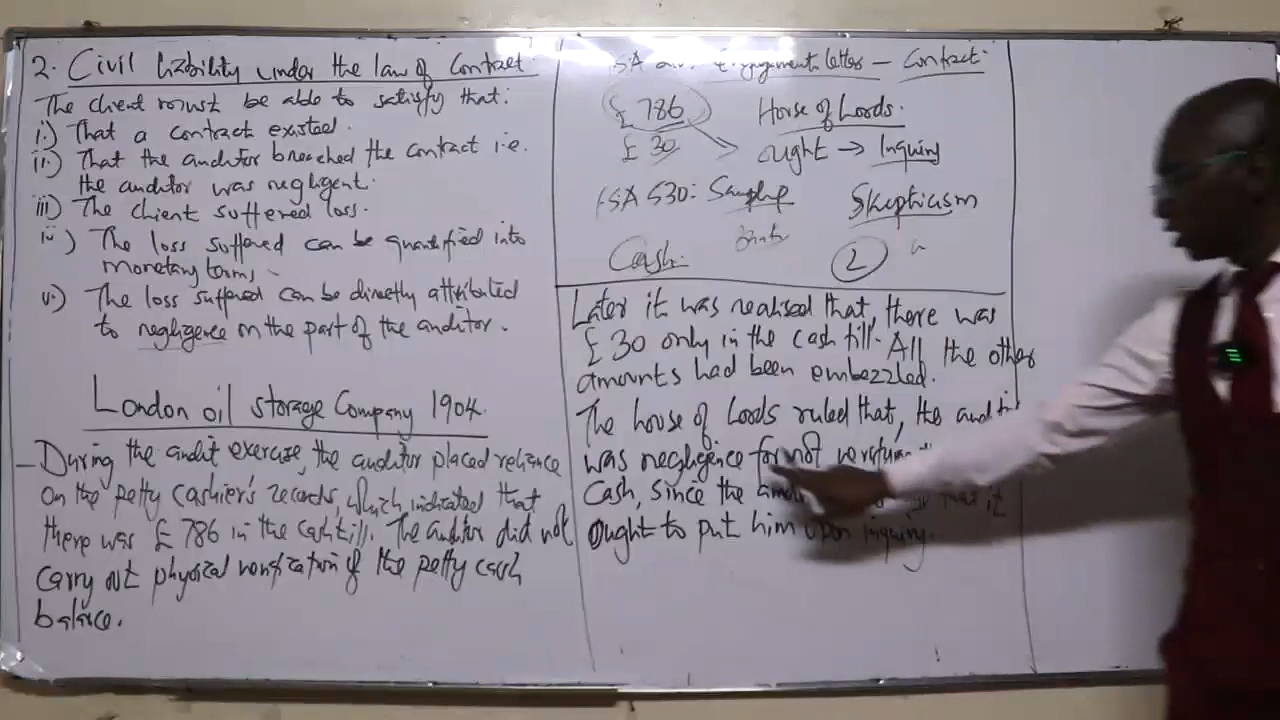 2. Civil Liability under the law of Contract.
The client must be able to satisfy that:
i.) That a contract existed.
ii.) That the auditor breached the contract i.e.
the auditor was negligent.
iii) The client suffered loss.
iv) The loss suffered can be quantified into
monetary terms.
v.) The loss suffered can be directly attributed
to negligence on the part of the auditor.
London oil storage Company 1904.
- During the audit exercise, the auditor placed reliance
on the petty cashier's records, which indicated that
there was £ 786 in the cash till. The auditor did not
carry out physical verification of the petty cash
balance.
Engagement letter - Contract.
£ 786 House of Lords.
£ 30 ought → Inquiry
ISA 530: Sampling Skepticism
Cash. 2
Later it was realised that, there was
£ 30 only in the cash till. All the other
amounts had been embezzled.
The house of Lords ruled that, the
was negligence for not
Cash, since the it
ought to put him upon inquiry.